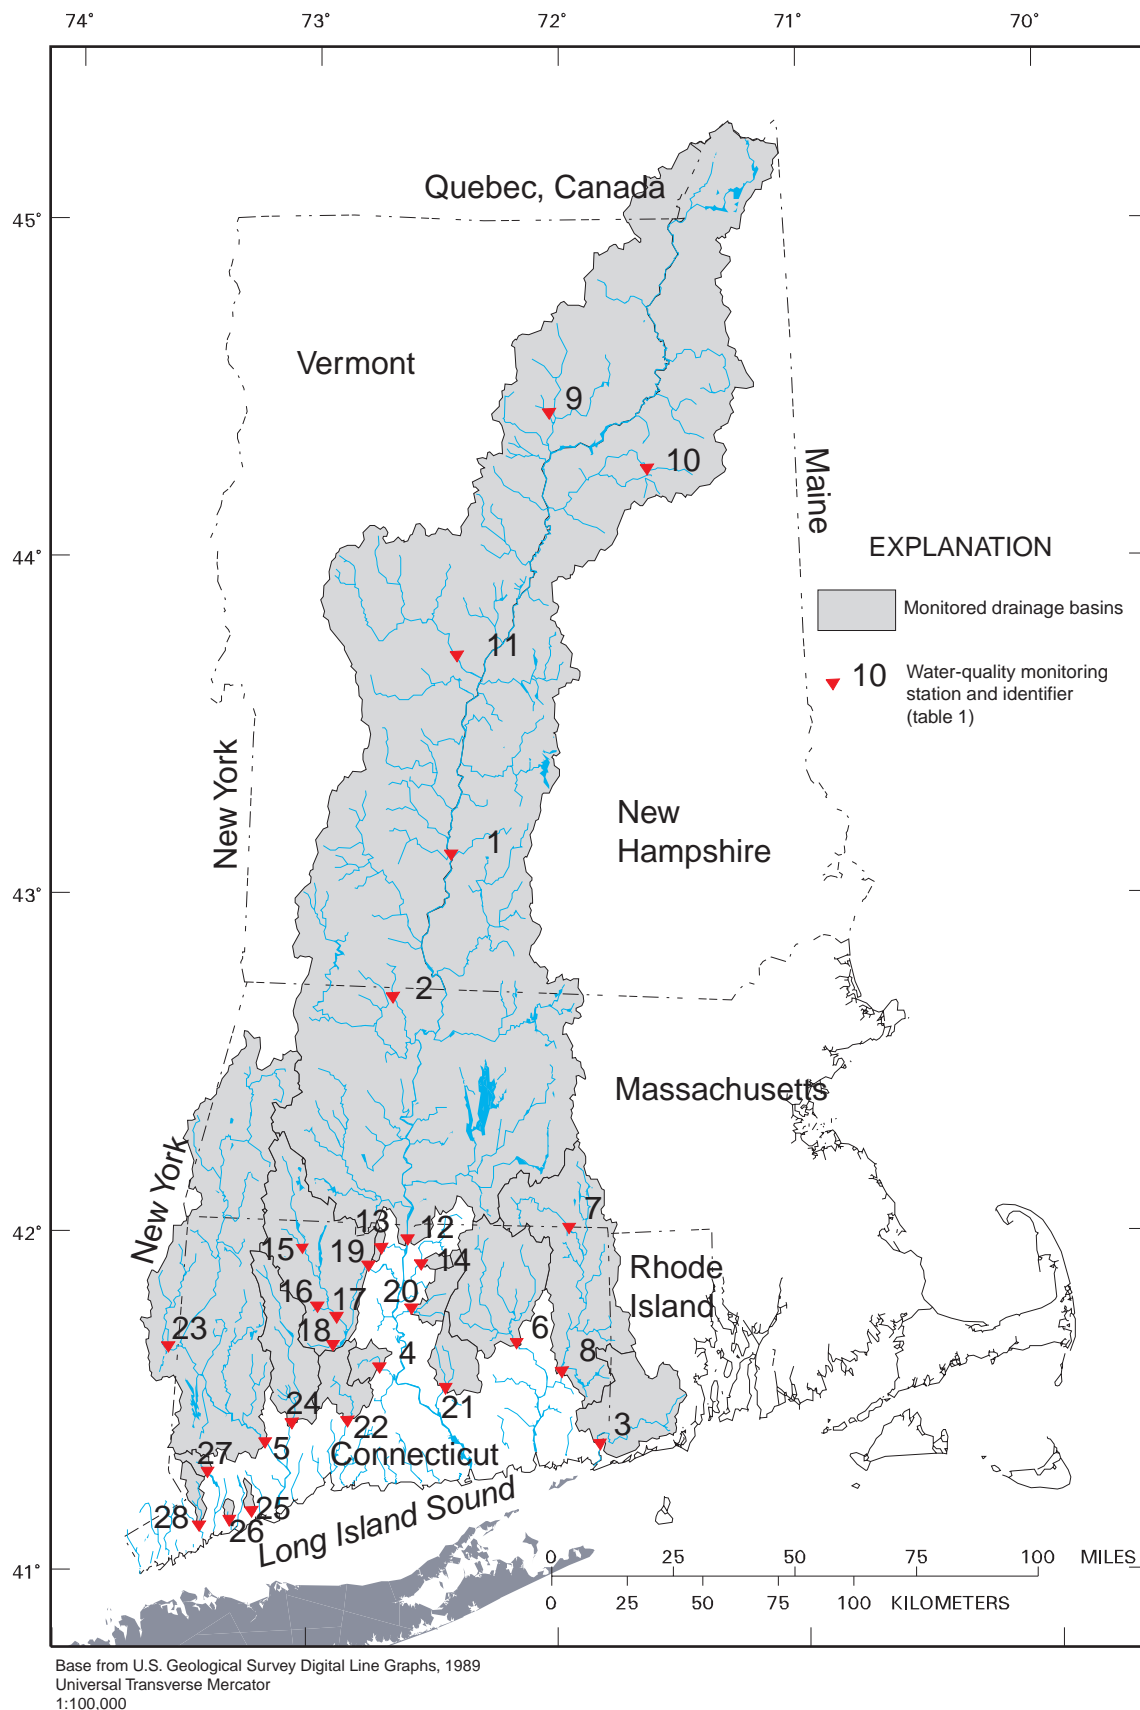 74°
73°
72°
71°
70°
Quebec, Canada
45°
Vermont
9
10
Maine
EXPLANATION
44°
Monitored drainage basins
11
10
Water-quality monitoring
station and identifier
(table 1)
New York
New
Hampshire
1
43°
2
Massachusetts
New York
7
42°
13
12
15
19
14
Rhode
Island
16
17
20
23
18
6
4
8
24
21
22
3
5
Connecticut
27
25
28
26
Long Island Sound
41°
0
25
50
75
100
MILES
0
25
50
75
100
KILOMETERS
Base from U.S. Geological Survey Digital Line Graphs, 1989
Universal Transverse Mercator
1:100,000